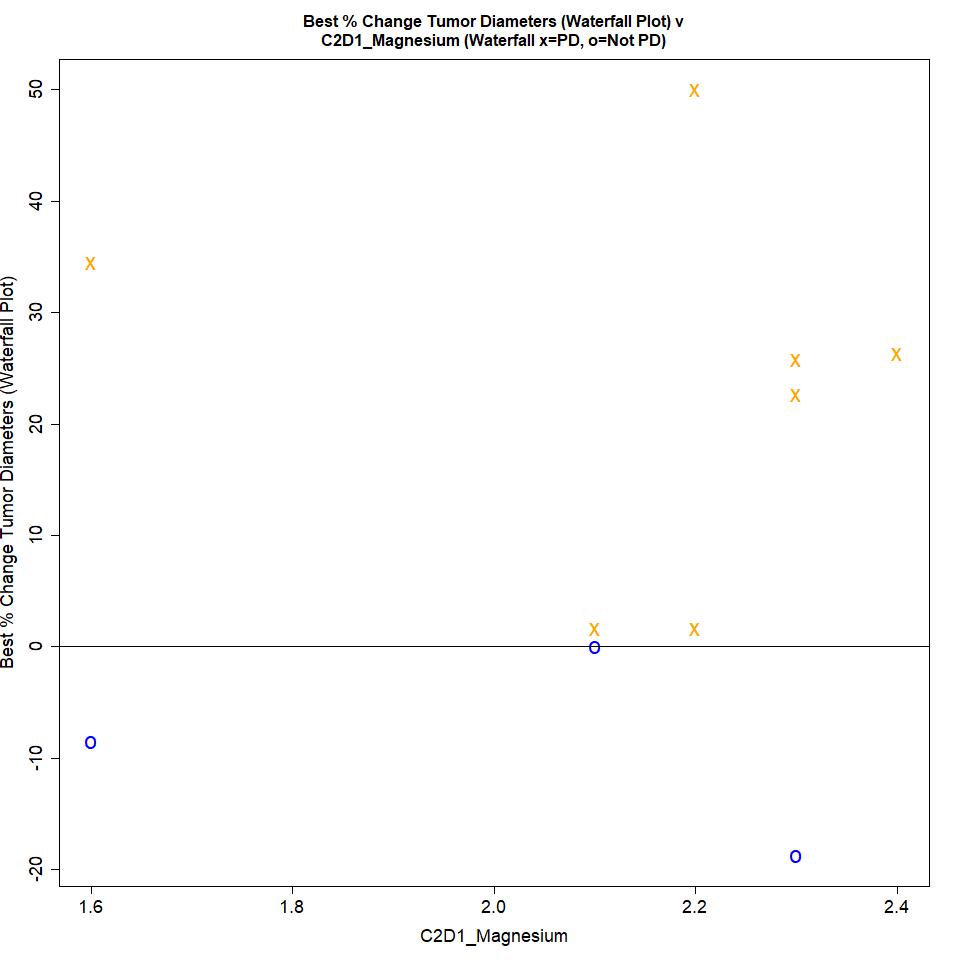 Best % Change Tumor Diameters (Waterfall Plot) v
C2D1_Magnesium (Waterfall x=PD, o=Not PD)
Best % Change Tumor Diameters (Waterfall Plot)
50
40
30
20
10
0
-10
-20
X
X
X
X
X
X
X
O
O
O
1.6
1.8
2.0
2.2
2.4
C2D1_Magnesium